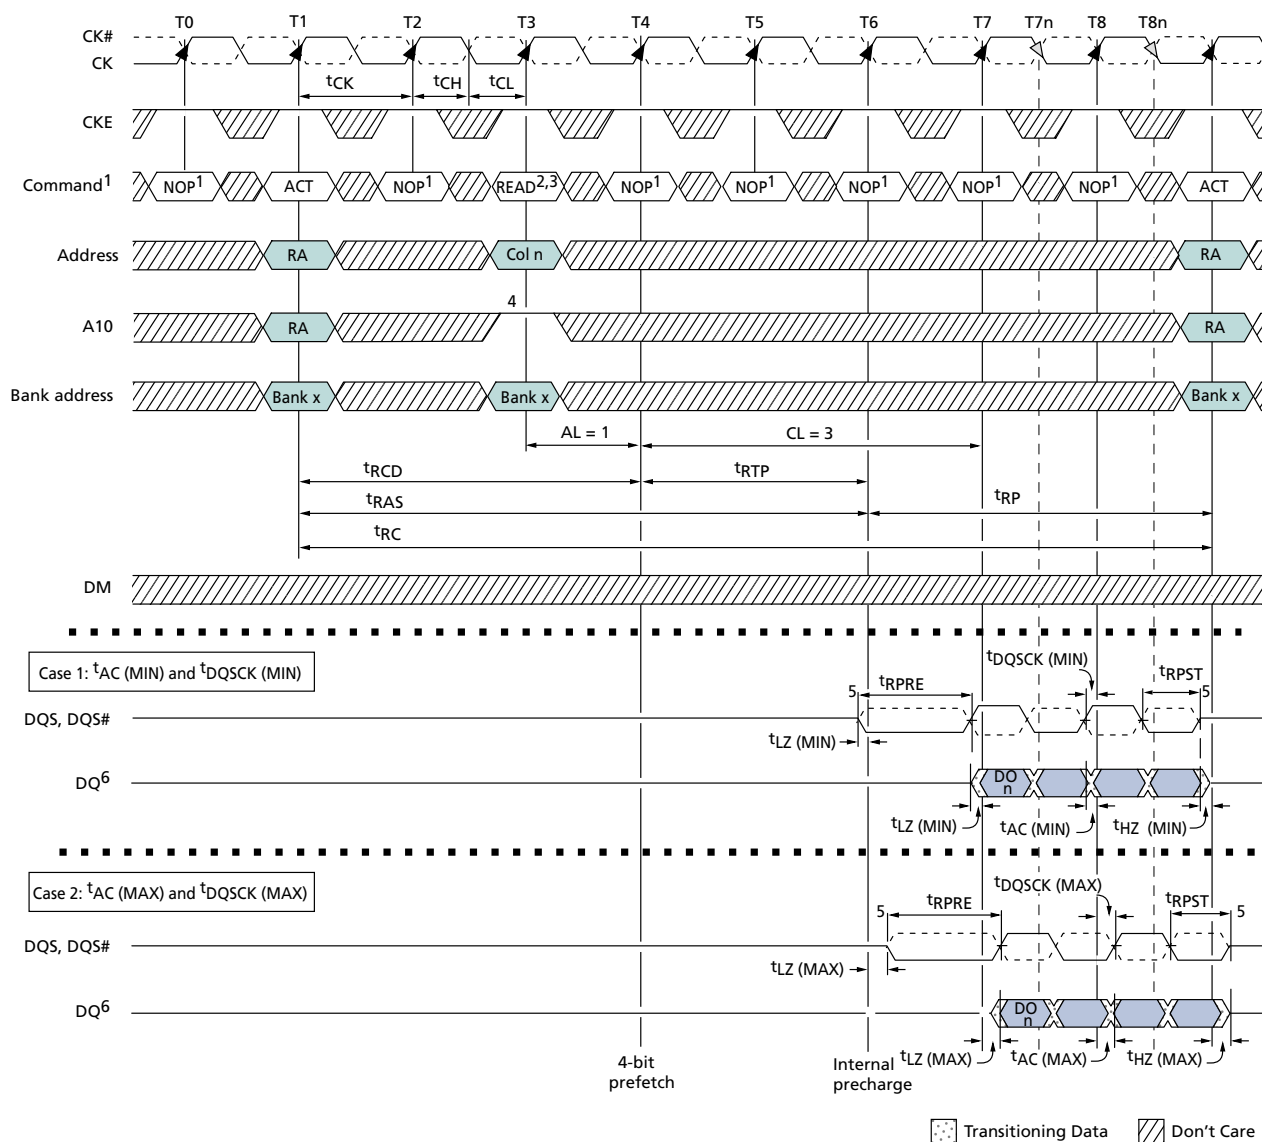 T0 T1 T2 T3 T4 T5 T6 T7 T7n T8 T8n
CK#
CK
tCK tCH tCL
CKE
Command1 NOP1 ACT NOP1 READ2,3 NOP1 NOP1 NOP1 NOP1 NOP1 ACT
Address RA Col n RA
4
A10 RA RA
Bank address Bank x Bank x Bank x
AL = 1 CL = 3
tRCD tRTP
tRAS tRP
tRC
DM
Case 1: tAC (MIN) and tDQSCK (MIN)
tDQSCK (MIN)
5 tRPRE tRPST 5
DQS, DQS#
tLZ (MIN)
DQ6 DO
n
tLZ (MIN) tAC (MIN) tHZ (MIN)
Case 2: tAC (MAX) and tDQSCK (MAX)
tDQSCK (MAX)
5 tRPRE tRPST 5
DQS, DQS#
tLZ (MAX)
DQ6 DO
n
tLZ (MAX) tAC (MAX) tHZ (MAX)
4-bit
prefetch
Internal
precharge
Transitioning Data Don't Care